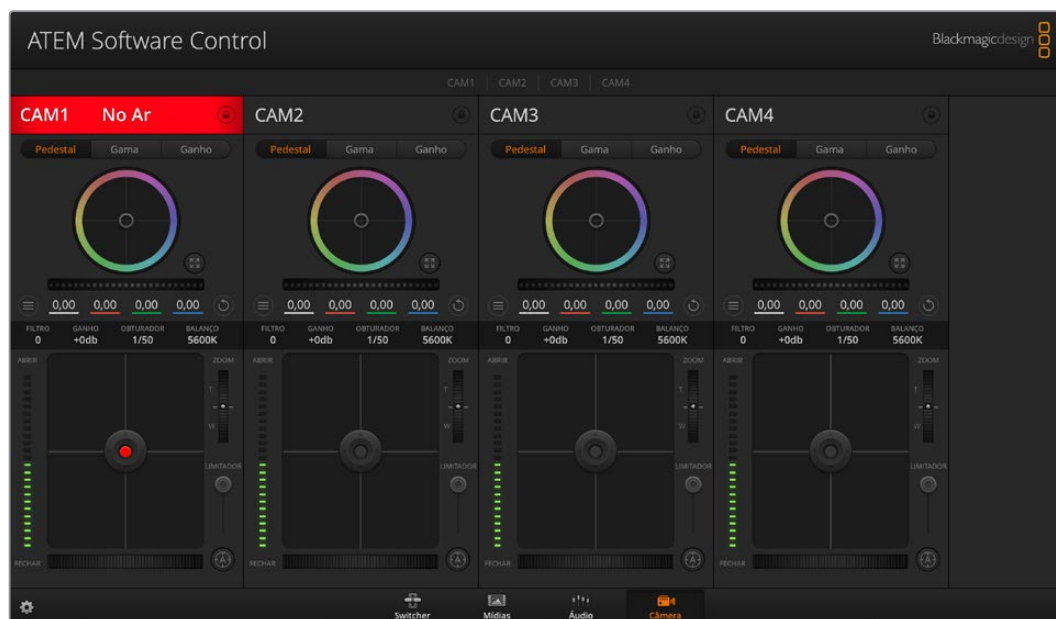 ATEM Software Control
Blackmagicdesign
CAM1 CAM2 CAM3 CAM4
CAM1 No Ar CAM2 CAM3 CAM4
Pedestal Gama Ganho Pedestal Gama Ganho Pedestal Gama Ganho Pedestal Gama Ganho
0,00 0,00 0,00 0,00 0,00 0,00 0,00 0,00 0,00 0,00 0,00 0,00 0,00 0,00 0,00 0,00
FILTRO GANHO OBTURADOR BALANÇO FILTRO GANHO OBTURADOR BALANÇO FILTRO GANHO OBTURADOR BALANÇO FILTRO GANHO OBTURADOR BALANÇO
0 +0db 1/50 5600K 0 +0db 1/50 5600K 0 +0db 1/50 5600K 0 +0db 1/50 5600K
ABRIR ZOOM ABRIR ZOOM ABRIR ZOOM ABRIR ZOOM
T T T T
W W W W
LIMITADOR LIMITADOR LIMITADOR LIMITADOR
A A A A
FECHAR FECHAR FECHAR FECHAR
Switcher Mídias Áudio Câmera